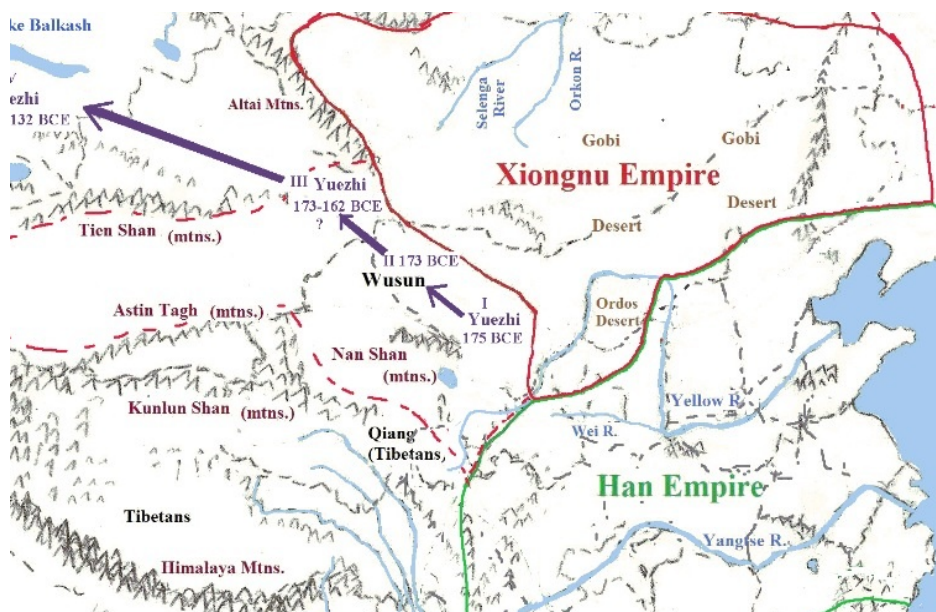 ke Balkash
ezhi
132 BCE
Altai Mtns.
Selenga
River
Orkon R.
Gobi
Gobi
Xiongnu Empire
III Yuezhi
173-162 BCE
?
Desert
Desert
Tien Shan (mtns.)
II 173 BCE
Wusun
I
Yuezhi
175 BCE
Ordos
Desert
Astin Tagh (mtns.)
Nan Shan
(mtns.)
Kunlun Shan (mtns.)
Yellow R.
Wei R.
Qiang
(Tibetans
Han Empire
Tibetans
Yangtse R.
Himalaya Mtns.